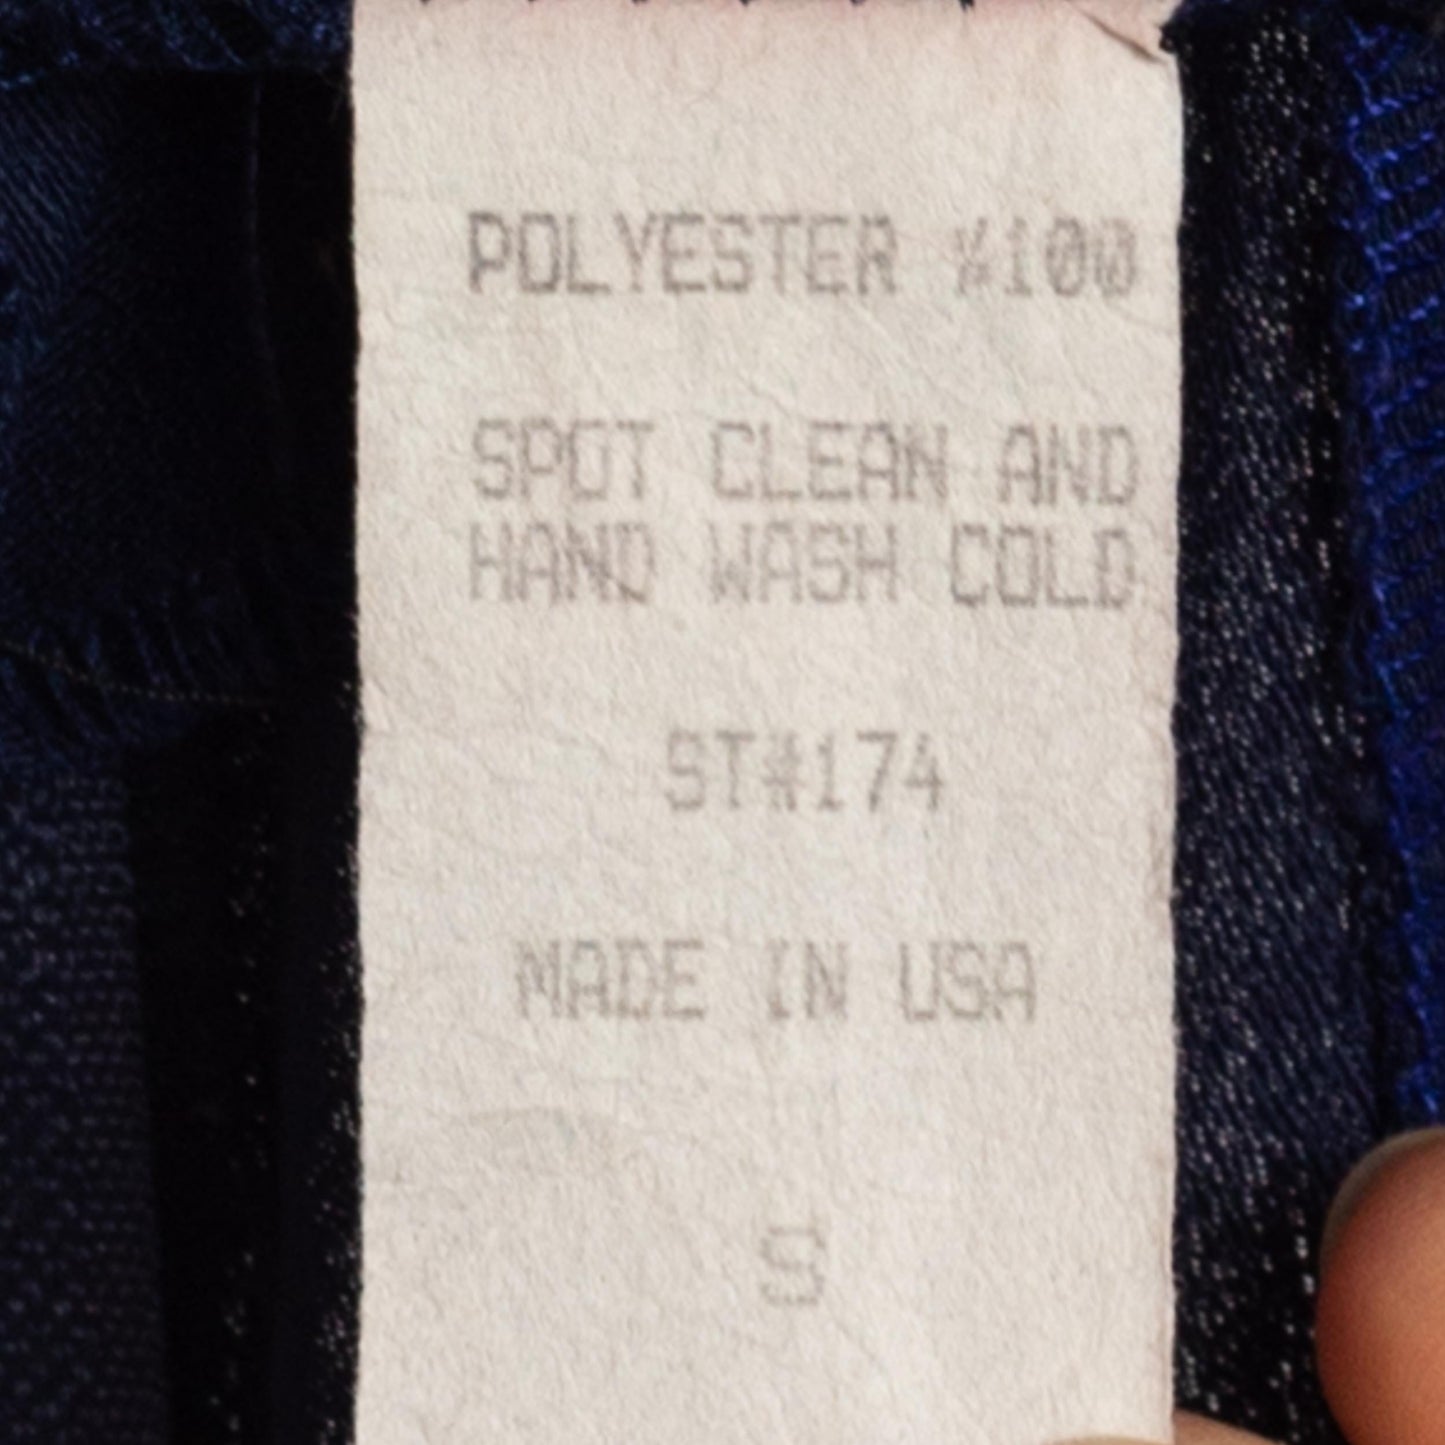 POLYESTER %100
SPOT CLEAN AND
HAND WASH COLD
ST#174
MADE IN USA
S